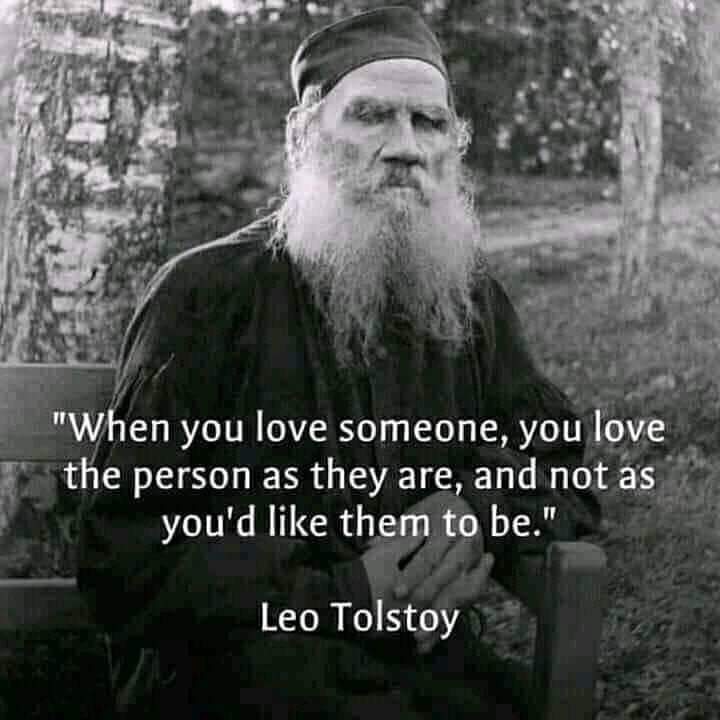 "When you love someone, you love
the person as they are, and not as
you'd like them to be."
Leo Tolstoy